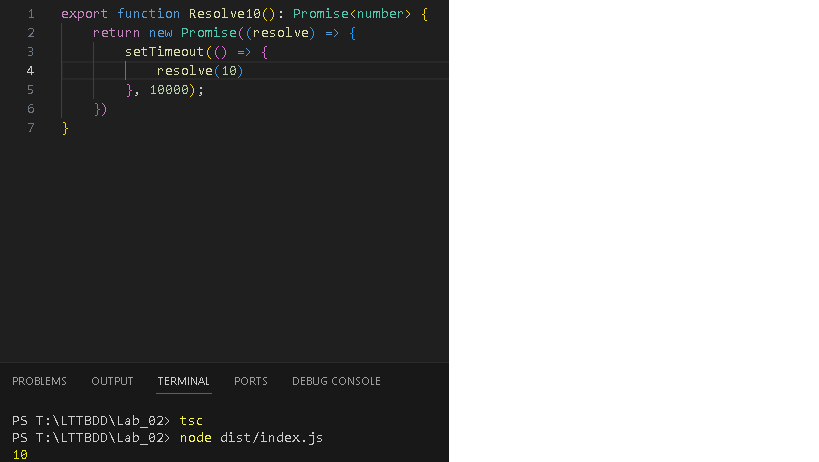 1 export function Resolve10(): Promise<number> {
2     return new Promise((resolve) => {
3         setTimeout(() => {
4             resolve(10)
5         }, 10000);
6     })
7 }
PROBLEMS OUTPUT TERMINAL PORTS DEBUG CONSOLE
PS T:\LTTBDD\Lab_02> tsc
PS T:\LTTBDD\Lab_02> node dist/index.js
10